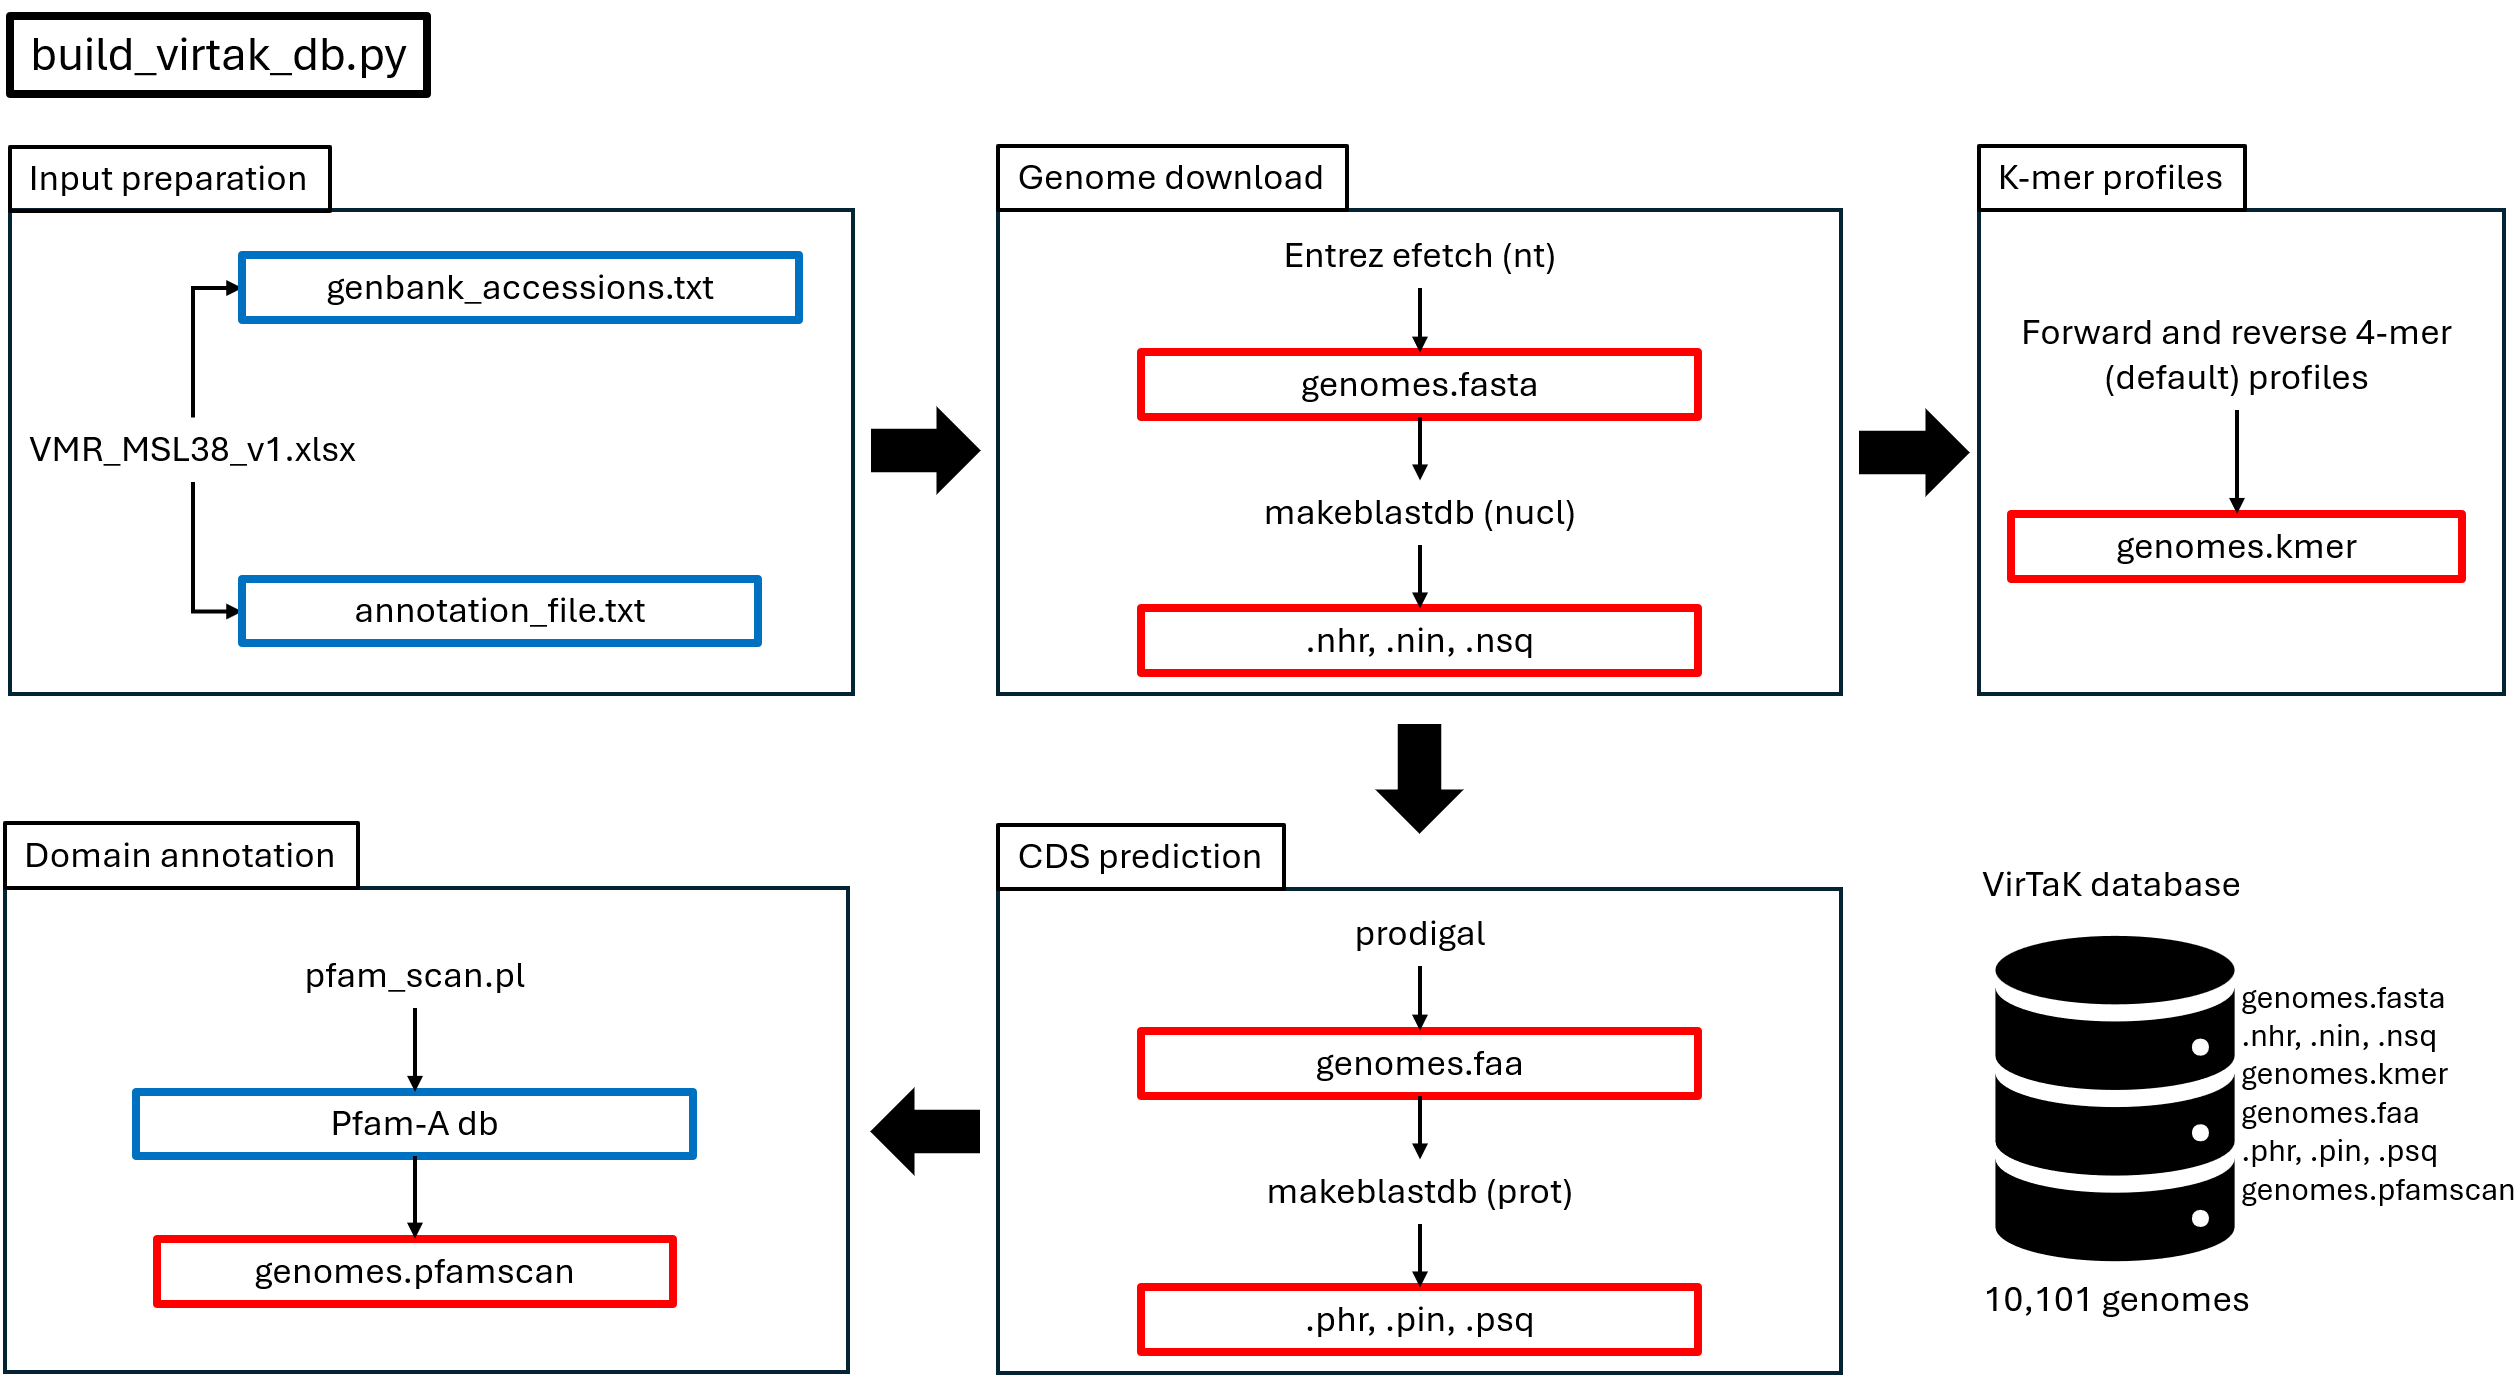 build_virtak_db.py
Input preparation
genbank_accessions.txt
VMR_MSL38_v1.xlsx
annotation_file.txt
Genome download
Entrez efetch (nt)
genomes.fasta
makeblastdb (nucl)
.nhr, .nin, .nsq
K-mer profiles
Forward and reverse 4-mer
(default) profiles
genomes.kmer
Domain annotation
pfam_scan.pl
Pfam-A db
genomes.pfamscan
CDS prediction
prodigal
genomes.faa
makeblastdb (prot)
.phr, .pin, .psq
VirTaK database
genomes.fasta
.nhr, .nin, .nsq
genomes.kmer
genomes.faa
.phr, .pin, .psq
genomes.pfamscan
10,101 genomes